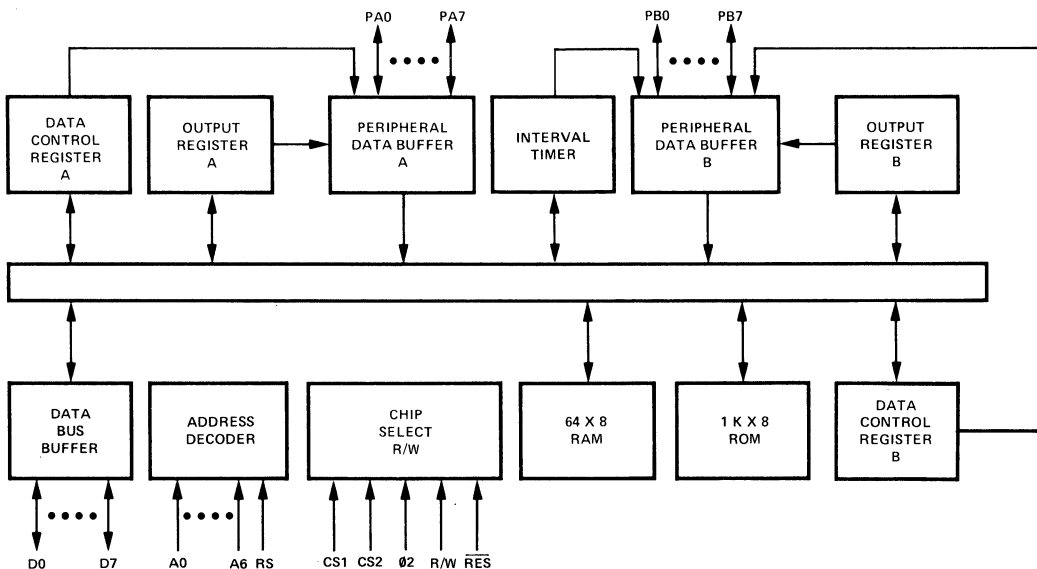 PA0 PA7 PB0 PB7
DATA
CONTROL
REGISTER
A
OUTPUT
REGISTER
A
PERIPHERAL
DATA BUFFER
A
INTERVAL
TIMER
PERIPHERAL
DATA BUFFER
B
OUTPUT
REGISTER
B
DATA
BUS
BUFFER
ADDRESS
DECODER
CHIP
SELECT
R/W
64 X 8
RAM
1 K X 8
ROM
DATA
CONTROL
REGISTER
B
D0 D7 A0 A6 RS CS1 CS2 Ø2 R/W R̅E̅S̅